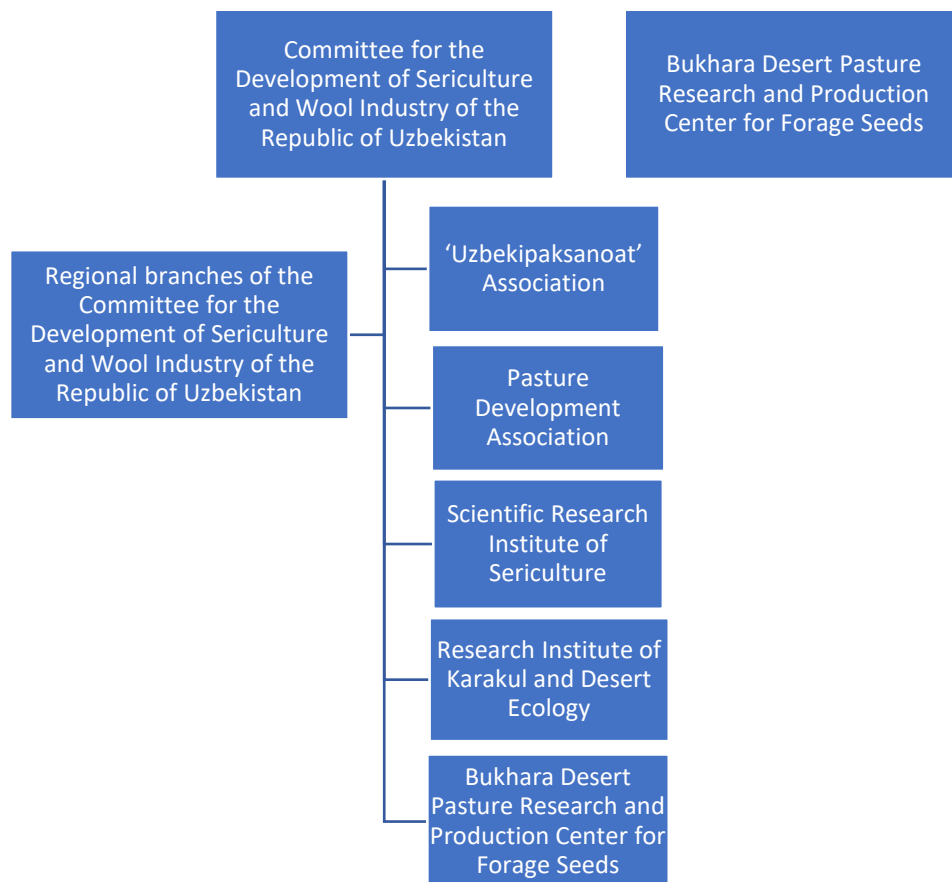 Committee for the
Development of Sericulture
and Wool Industry of the
Republic of Uzbekistan
Bukhara Desert Pasture
Research and Production
Center for Forage Seeds
‘Uzbekipaksanoat’
Association
Regional branches of the
Committee for the
Development of Sericulture
and Wool Industry of the
Republic of Uzbekistan
Pasture
Development
Association
Scientific Research
Institute of
Sericulture
Research Institute of
Karakul and Desert
Ecology
Bukhara Desert
Pasture Research and
Production Center for
Forage Seeds